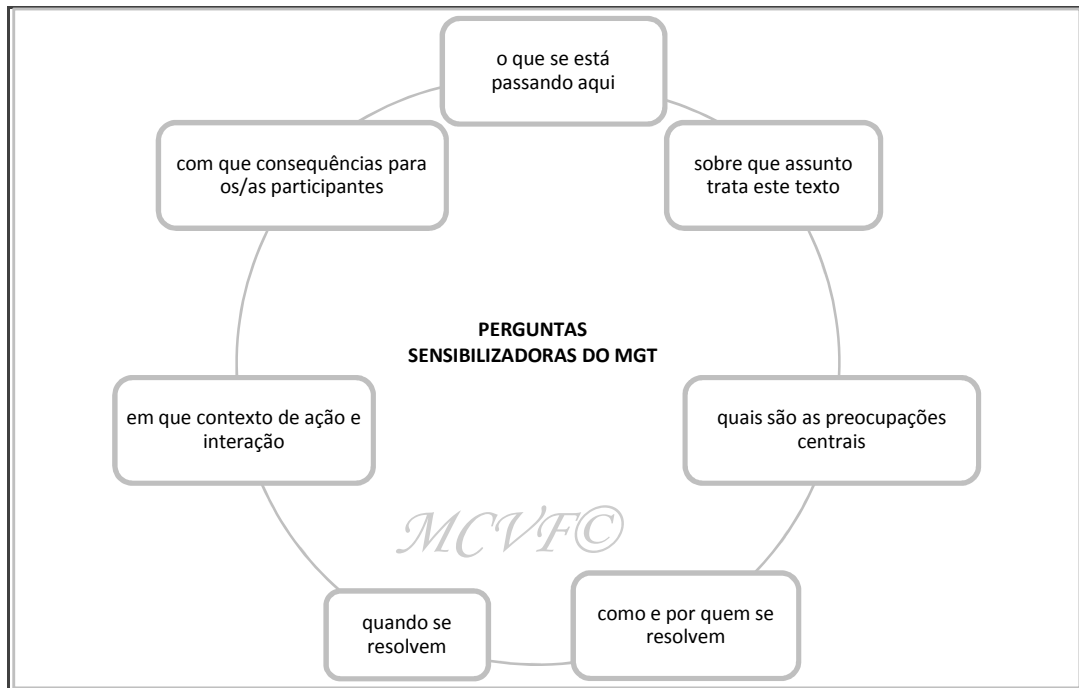 o que se está
passando aqui
sobre que assunto
trata este texto
quais são as preocupações
centrais
como e por quem se
resolvem
quando se
resolvem
em que contexto de ação e
interação
com que consequências para
os/as participantes
PERGUNTAS
SENSIBILIZADORAS DO MGT
MCVF©